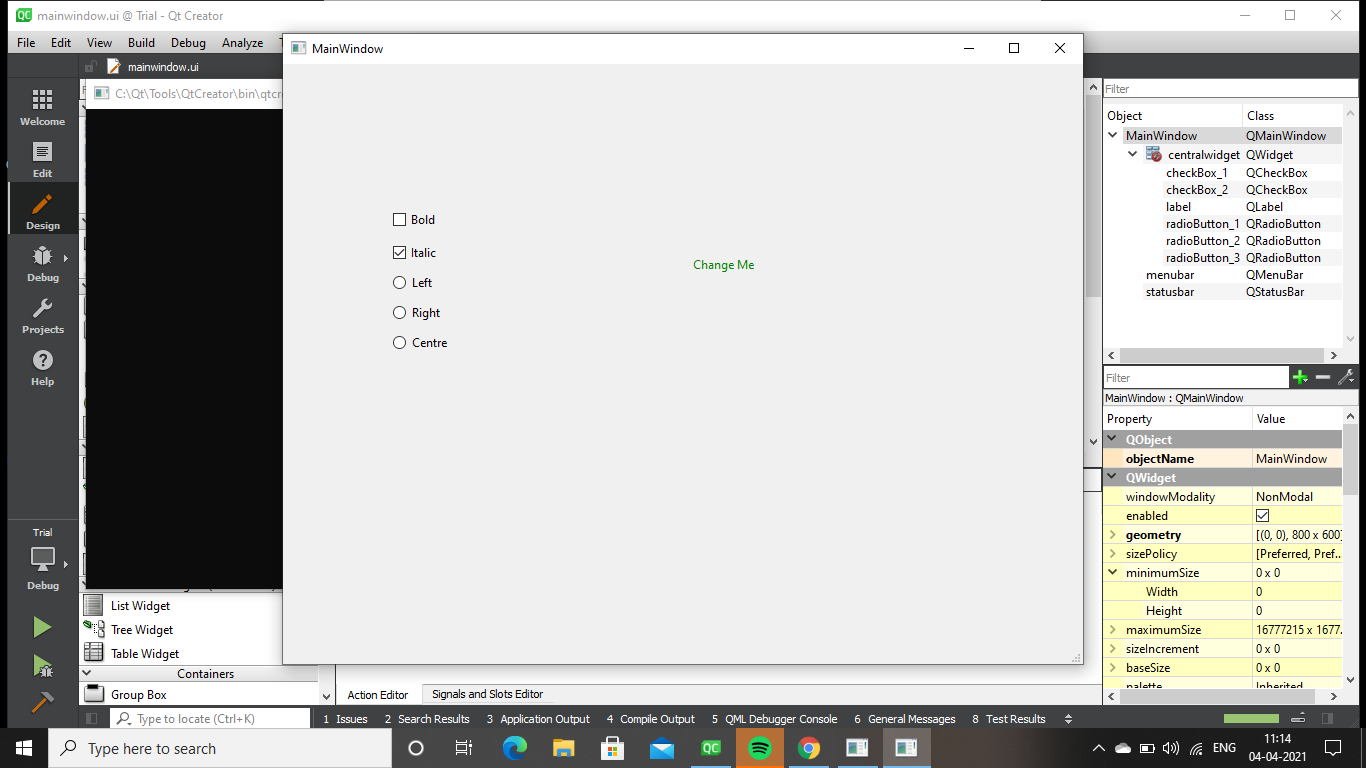 mainwindow.ui @ Trial - Qt Creator
File Edit View Build Debug Analyze
mainwindow.ui
C:\Qt\Tools\QtCreator\bin\qtcr
MainWindow
Welcome
Edit
Design
Debug
Projects
Help
Trial
Debug
Bold
Italic
Left
Right
Centre
Change Me
List Widget
Tree Widget
Table Widget
Containers
Group Box
Action Editor Signals and Slots Editor
Filter
Object Class
MainWindow QMainWindow
centralwidget QWidget
checkBox_1 QCheckBox
checkBox_2 QCheckBox
label QLabel
radioButton_1 QRadioButton
radioButton_2 QRadioButton
radioButton_3 QRadioButton
menubar QMenuBar
statusbar QStatusBar
Filter
MainWindow : QMainWindow
Property Value
QObject
objectName MainWindow
QWidget
windowModality NonModal
enabled
geometry [(0, 0), 800 x 600]
sizePolicy [Preferred, Pref...
minimumSize 0 x 0
Width 0
Height 0
maximumSize 16777215 x 1677...
sizeIncrement 0 x 0
baseSize 0 x 0
palette Inherited
Type to locate (Ctrl+K) 1 Issues 2 Search Results 3 Application Output 4 Compile Output 5 QML Debugger Console 6 General Messages 8 Test Results
Type here to search
ENG
11:14
04-04-2021